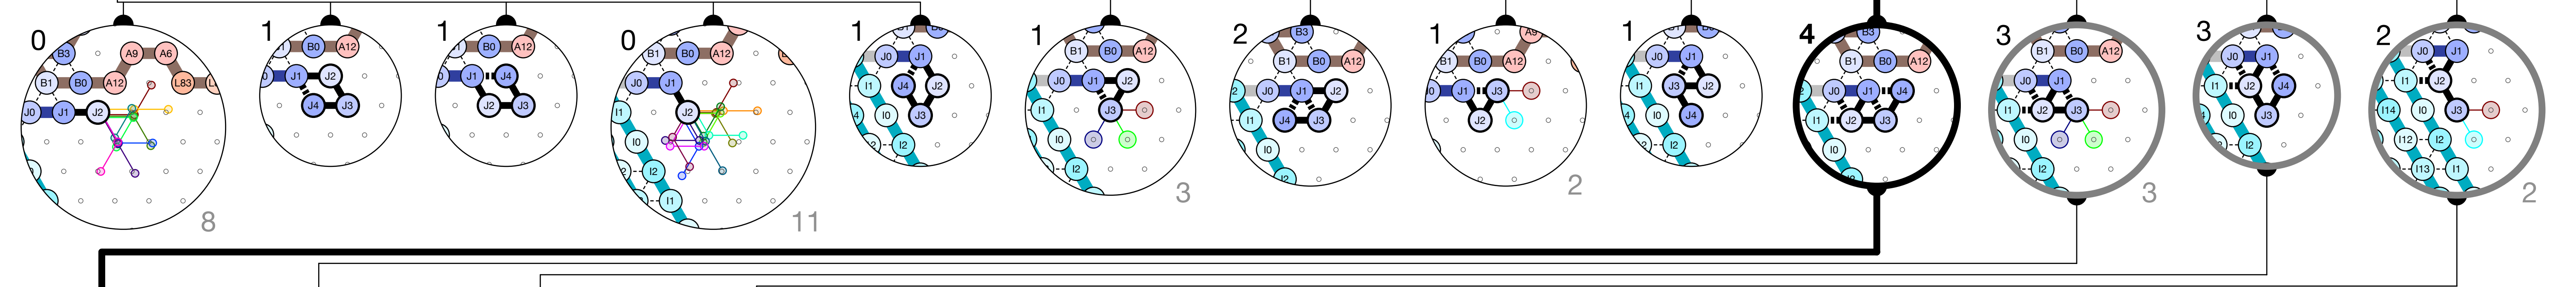 0
B3 A9 A6
B1 B0 A12 L83
J0 J1 J2
8
1
B0 A12
J1 J2
J4 J3
1
B0 A12
J1 J4
J2 J3
0
B1 B0 A12
J0 J1
I1 J2
I0
I2
I1
11
1
J0 J1
I1 J4 J2
I0 J3
I2
1
B1 B0 A12
J0 J1 J2
I1 J3
I0
I2
3
2
B3
B1 B0 A12
J0 J1 J2
I1 J4 J3
I0
I2
1
A9
B1 B0 A12
J1 J3
J2
2
1
J0 J1
I1 J3 J2
I0 J4
I2
4
B3
B1 B0 A12
J0 J1 J4
I1 J2 J3
I0
3
B1 B0 A12
J0 J1
I1 J2 J3
I0
I2
3
3
J0 J1
I1 J2 J4
I0 J3
I2
2
J0 J1
I1 J2
I14 I0 J3
I12 I2
I13 I1
2